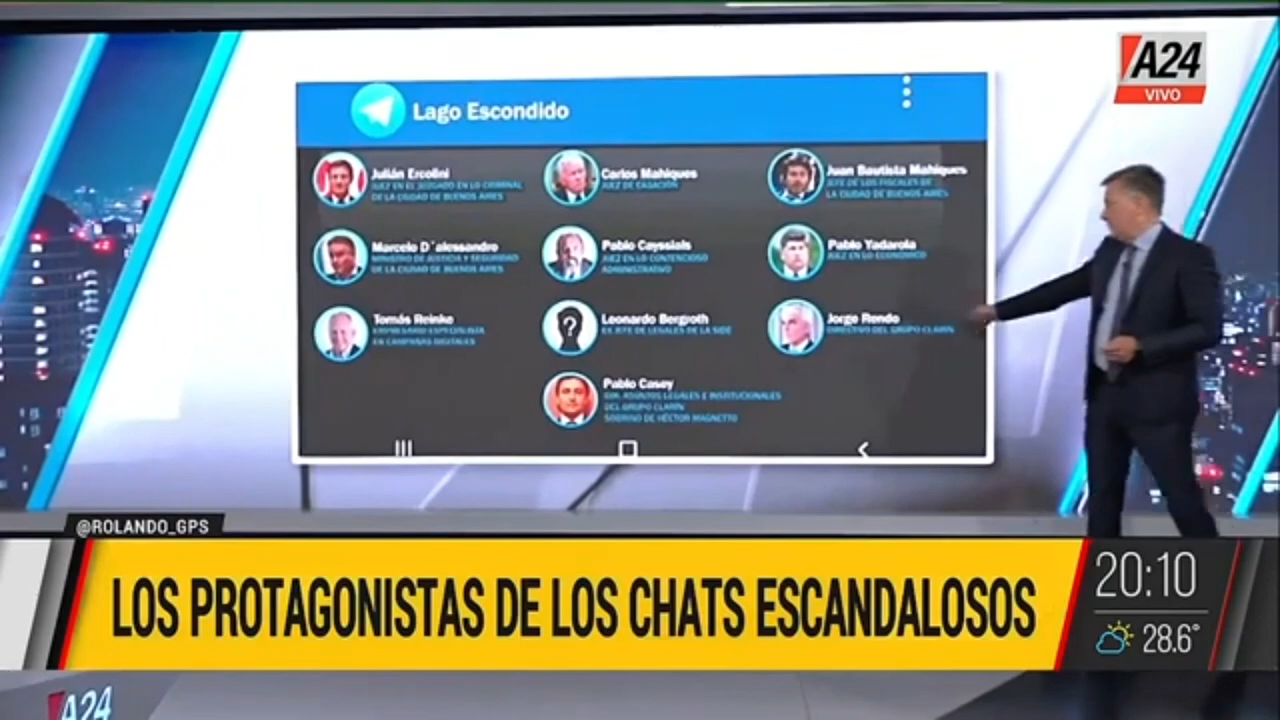 A24
VIVO
Lago Escondido
Julián Ercolini
JUEZ EN EL JUZGADO EN LO CRIMINAL
DE LA CIUDAD DE BUENOS AIRES
Carlos Mahiques
JUEZ DE CASACIÓN
Juan Bautista Mahiques
JEFE DE LOS FISCALES DE
LA CIUDAD DE BUENOS AIRES
Marcelo D´alessandro
MINISTRO DE JUSTICIA Y SEGURIDAD
DE LA CIUDAD DE BUENOS AIRES
Pablo Cayssials
JUEZ EN LO CONTENCIOSO
ADMINISTRATIVO
Pablo Yadarola
JUEZ EN LO ECONÓMICO
Tomás Reinke
EMPRESARIO ESPECIALISTA
EN CAMPAÑAS DIGITALES
Leonardo Bergroth
EX JEFE DE LEGALES DE LA SIDE
Jorge Rendo
DIRECTIVO DEL GRUPO CLARÍN
Pablo Casey
DIR. ASUNTOS LEGALES E INSTITUCIONALES
DEL GRUPO CLARÍN
SOBRINO DE HÉCTOR MAGNETTO
@ROLANDO_GPS
LOS PROTAGONISTAS DE LOS CHATS ESCANDALOSOS
20:10
28.6°
A24